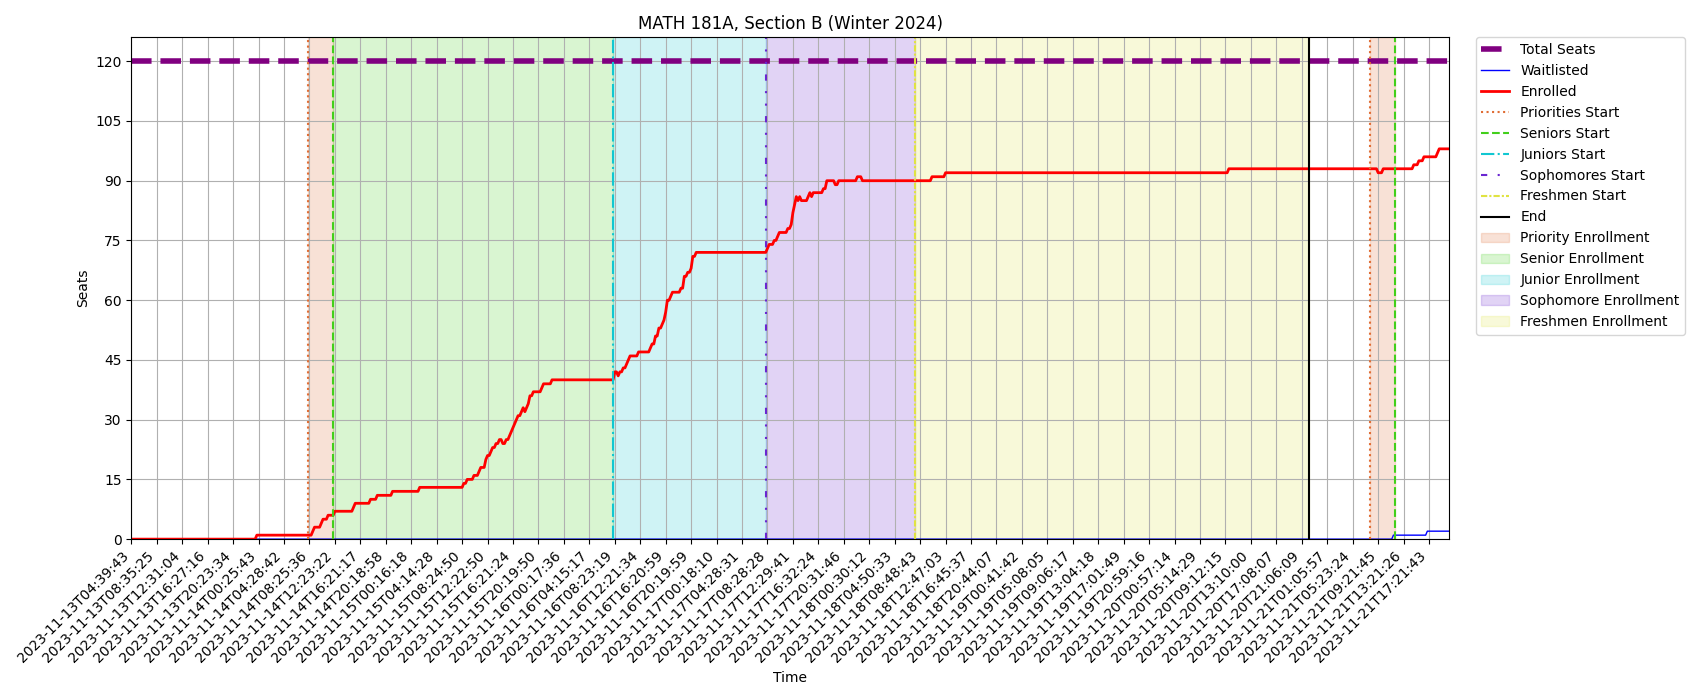 MATH 181A, Section B (Winter 2024)
Total Seats
Waitlisted
Enrolled
Priorities Start
Seniors Start
Juniors Start
Sophomores Start
Freshmen Start
End
Priority Enrollment
Senior Enrollment
Junior Enrollment
Sophomore Enrollment
Freshmen Enrollment
Seats
120
105
90
75
60
45
30
15
0
2023-11-13T04:39:43
2023-11-13T08:35:25
2023-11-13T12:31:04
2023-11-13T16:27:16
2023-11-13T20:23:34
2023-11-14T00:25:43
2023-11-14T04:28:42
2023-11-14T08:25:36
2023-11-14T12:23:22
2023-11-14T16:21:17
2023-11-14T20:18:58
2023-11-15T00:16:18
2023-11-15T04:14:28
2023-11-15T08:24:50
2023-11-15T12:22:50
2023-11-15T16:21:24
2023-11-15T20:19:50
2023-11-16T00:17:36
2023-11-16T04:15:17
2023-11-16T08:23:19
2023-11-16T12:21:34
2023-11-16T16:20:59
2023-11-16T20:19:59
2023-11-17T00:18:10
2023-11-17T04:28:31
2023-11-17T08:28:28
2023-11-17T12:29:41
2023-11-17T16:32:24
2023-11-17T20:31:46
2023-11-18T00:30:12
2023-11-18T04:50:33
2023-11-18T08:48:43
2023-11-18T12:47:03
2023-11-18T16:45:37
2023-11-18T20:44:07
2023-11-19T00:41:42
2023-11-19T05:08:05
2023-11-19T09:06:17
2023-11-19T13:04:18
2023-11-19T17:01:49
2023-11-19T20:59:16
2023-11-20T00:57:14
2023-11-20T05:14:29
2023-11-20T09:12:15
2023-11-20T13:10:00
2023-11-20T17:08:07
2023-11-20T21:06:09
2023-11-21T01:05:57
2023-11-21T05:23:24
2023-11-21T09:21:45
2023-11-21T13:21:26
2023-11-21T17:21:43
Time